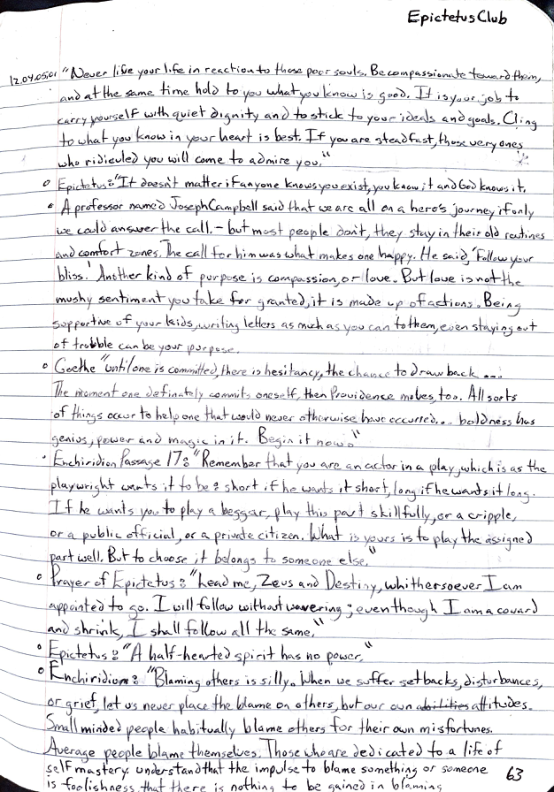 Epictetus Club
12.04.05.01 "Never live your life in reaction to those poor souls. Be compassionate toward them,
and at the same time hold to you what you know is good. It is your job to
carry yourself with quiet dignity and to stick to your ideals and goals. Cling
to what you know in your heart is best. If you are steadfast, those very ones
who ridiculed you will come to admire you."
Epictetus: "It doesn't matter if anyone knows you exist, you know it and God knows it.
A professor named Joseph Campbell said that we are all on a hero's journey if only
we could answer the call, - but most people don't, they stay in their old routines
and comfort zones. The call for him was what makes one happy. He said, 'Follow your
bliss.' Another kind of purpose is compassion, or love. But love is not the
mushy sentiment you take for granted, it is made up of actions. Being
supportive of your kids, writing letters as much as you can to them, even staying out
of trobble can be your purpose.
Goethe "until one is committed, there is hesitancy, the chance to draw back ....
The moment one definately commits oneself, then Providence moves, too. All sorts
of things occur to help one that would never otherwise have occurred... boldness has
genius, power and magic in it. Begin it now."
Enchiridion Passage 17: "Remember that you are an actor in a play, which is as the
playwright wants it to be: short if he wants it short, long if he wants it long.
If he wants you to play a beggar, play this part skillfully, or a cripple,
or a public official, or a private citizen. What is yours is to play the assigned
part well. But to choose it belongs to someone else."
Prayer of Epictetus: "Lead me, Zeus and Destiny, whithersoever I am
appointed to go. I will follow without wavering; even though I am a coward
and shrink, I shall follow all the same."
Epictetus: "A half-hearted spirit has no power."
Enchiridion: "Blaming others is silly. When we suffer setbacks, disturbances,
or grief, let us never place the blame on others, but our own abilities attitudes.
Small minded people habitually blame others for their own misfortunes.
Average people blame themselves. Those who are dedicated to a life of
self mastery understand that the impulse to blame something or someone
is foolishness, that there is nothing to be gained in blaming
63